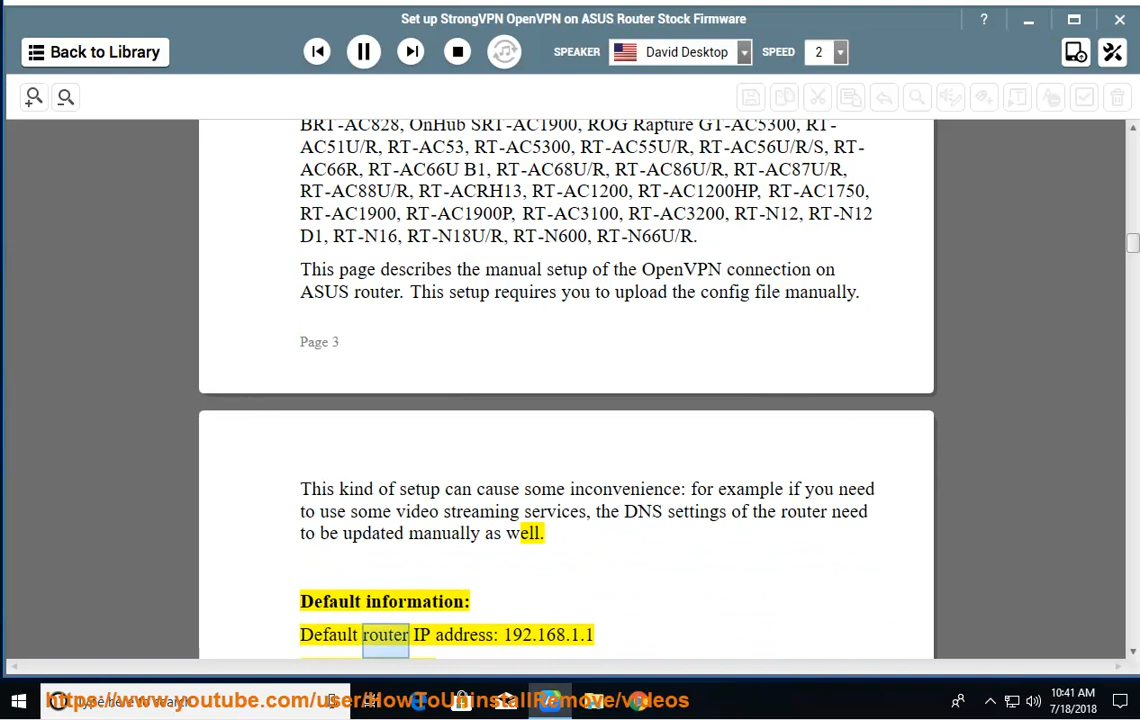 Set up StrongVPN OpenVPN on ASUS Router Stock Firmware
?
Back to Library
SPEAKER
David Desktop
SPEED
2
BRT-AC828, OnHub SRT-AC1900, ROG Rapture GT-AC5300, RT-
AC51U/R, RT-AC53, RT-AC5300, RT-AC55U/R, RT-AC56U/R/S, RT-
AC66R, RT-AC66U B1, RT-AC68U/R, RT-AC86U/R, RT-AC87U/R,
RT-AC88U/R, RT-ACRH13, RT-AC1200, RT-AC1200HP, RT-AC1750,
RT-AC1900, RT-AC1900P, RT-AC3100, RT-AC3200, RT-N12, RT-N12
D1, RT-N16, RT-N18U/R, RT-N600, RT-N66U/R.
This page describes the manual setup of the OpenVPN connection on
ASUS router. This setup requires you to upload the config file manually.
Page 3
This kind of setup can cause some inconvenience: for example if you need
to use some video streaming services, the DNS settings of the router need
to be updated manually as well.
Default information:
Default router IP address: 192.168.1.1
Type here to search
https://www.youtube.com/user/HowToUninstallRemove/videos
10:41 AM
7/18/2018